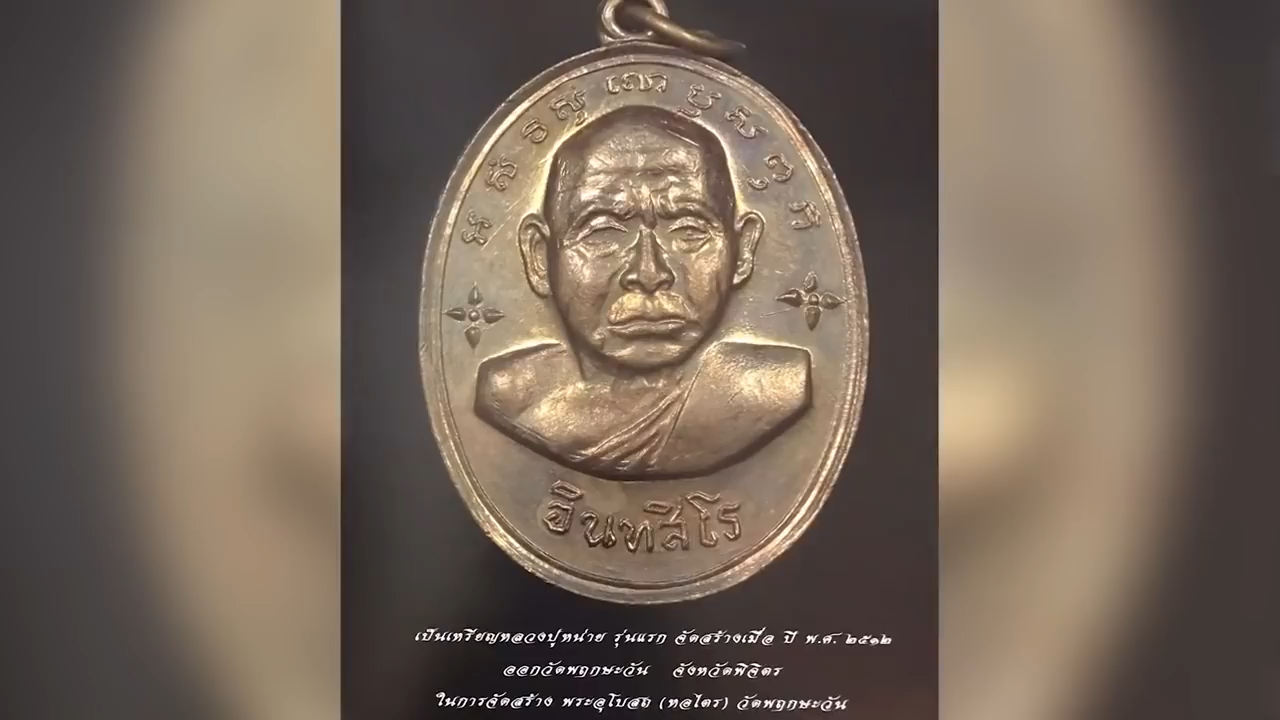 อินทสีโร
เป็นเหรียญหลวงปู่หน่าย รุ่นแรก จัดสร้างเมื่อ ปี พ.ศ. ๒๕๑๒
ออกวัดพฤกษะวัน จังหวัดพิจิตร
ในการจัดสร้าง พระอุโบสถ (หอไตร) วัดพฤกษะวัน